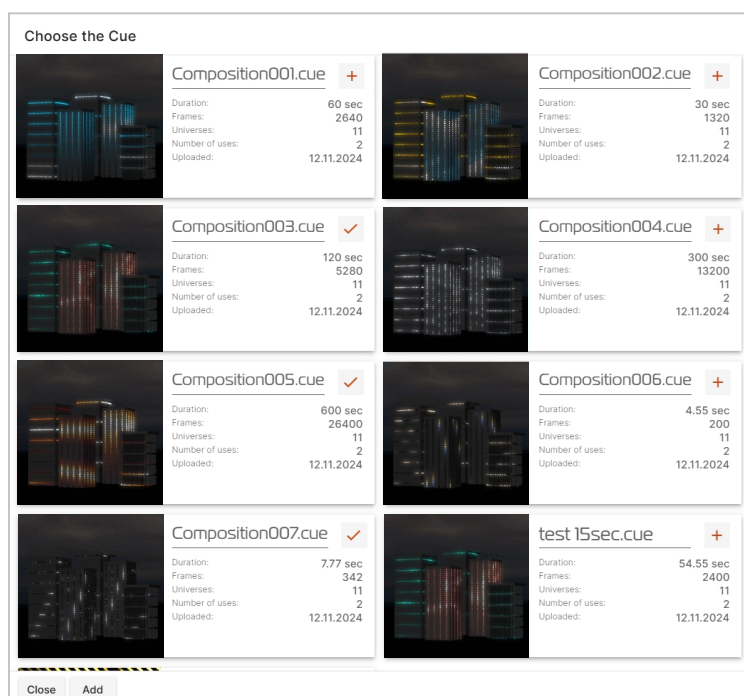 Choose the Cue
Composition001.cue
Duration: 60 sec
Frames: 2640
Universes: 11
Number of uses: 2
Uploaded: 12.11.2024
Composition002.cue
Duration: 30 sec
Frames: 1320
Universes: 11
Number of uses: 2
Uploaded: 12.11.2024
Composition003.cue
Duration: 120 sec
Frames: 5280
Universes: 11
Number of uses: 2
Uploaded: 12.11.2024
Composition004.cue
Duration: 300 sec
Frames: 13200
Universes: 11
Number of uses: 2
Uploaded: 12.11.2024
Composition005.cue
Duration: 600 sec
Frames: 26400
Universes: 11
Number of uses: 2
Uploaded: 12.11.2024
Composition006.cue
Duration: 4.55 sec
Frames: 200
Universes: 11
Number of uses: 2
Uploaded: 12.11.2024
Composition007.cue
Duration: 7.77 sec
Frames: 342
Universes: 11
Number of uses: 2
Uploaded: 12.11.2024
test 15sec.cue
Duration: 54.55 sec
Frames: 2400
Universes: 11
Number of uses: 2
Uploaded: 12.11.2024
Close Add